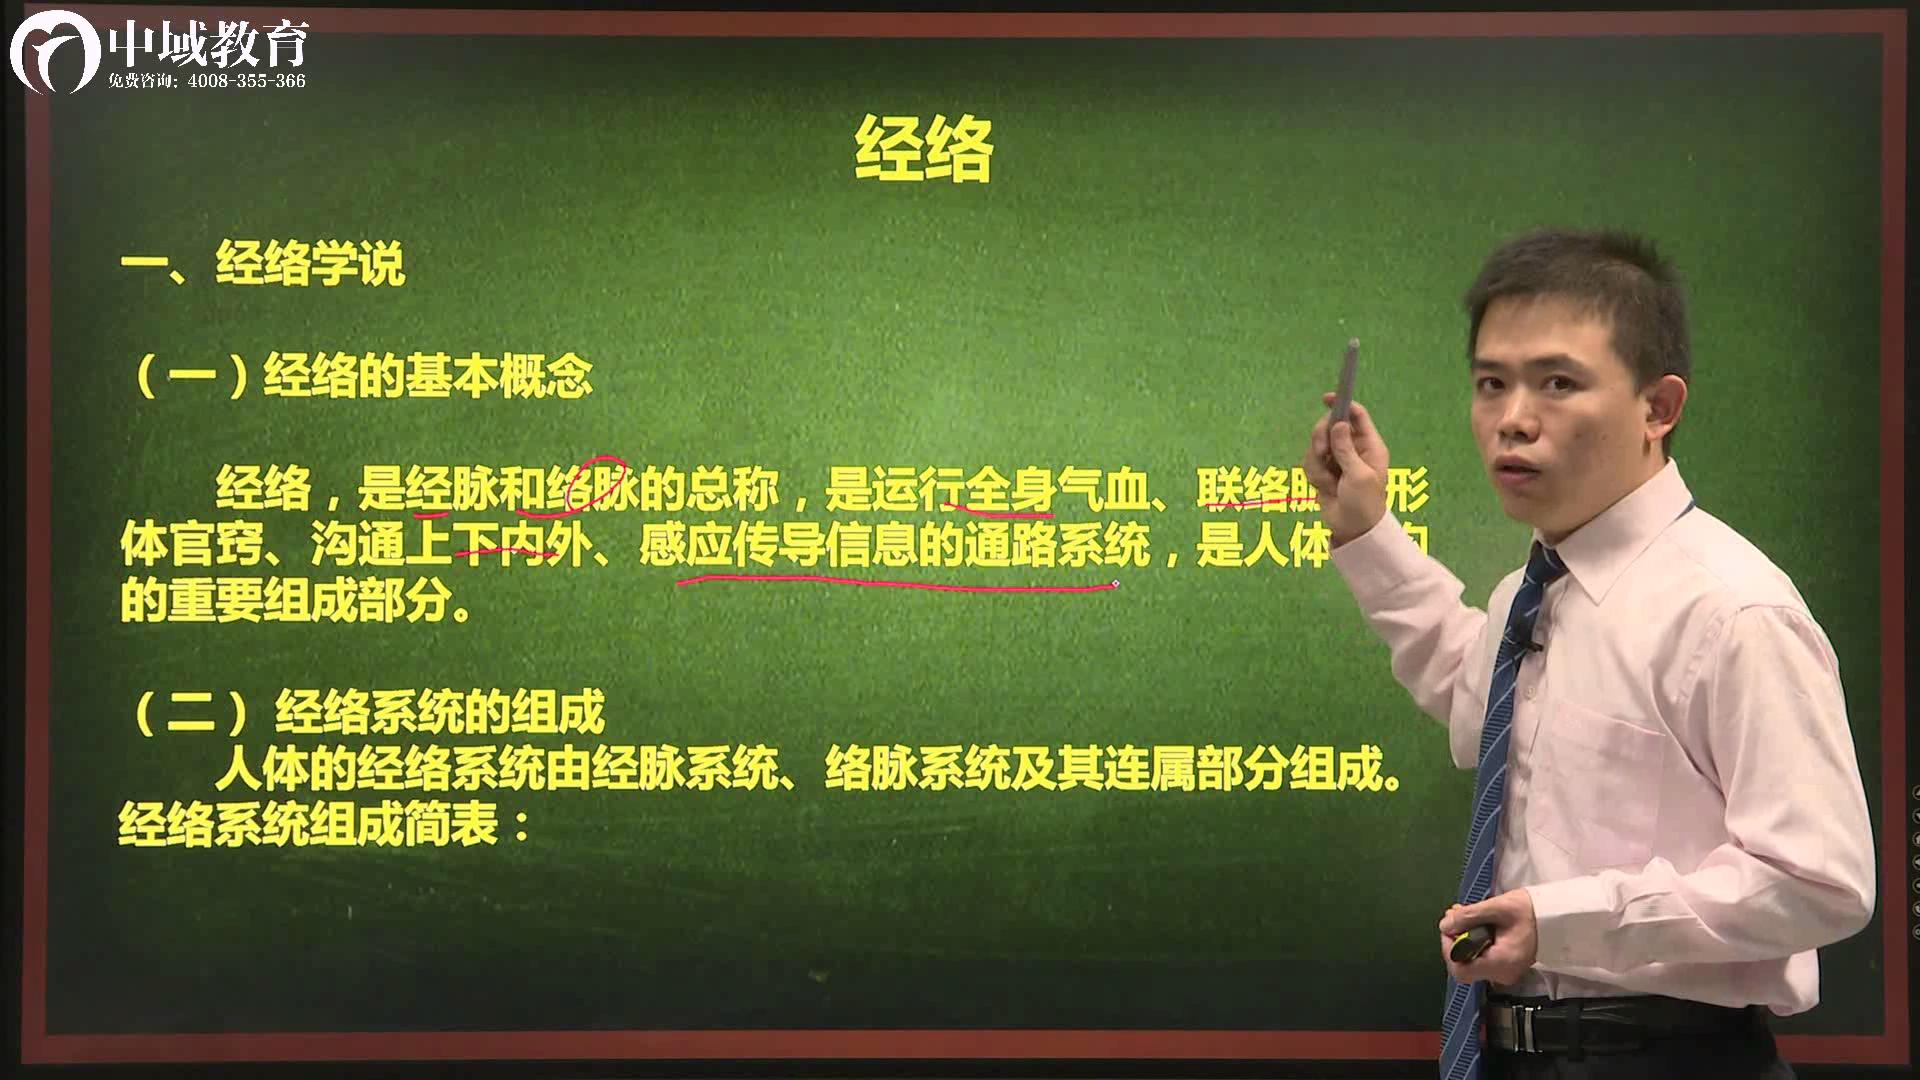 中域教育
免费咨询：4008-355-366
经络
一、经络学说
（一）经络的基本概念
经络，是经脉和络脉的总称，是运行全身气血、联络脏 形
体官窍、沟通上下内外、感应传导信息的通路系统，是人体
的重要组成部分。
（二） 经络系统的组成
人体的经络系统由经脉系统、络脉系统及其连属部分组成。
经络系统组成简表：